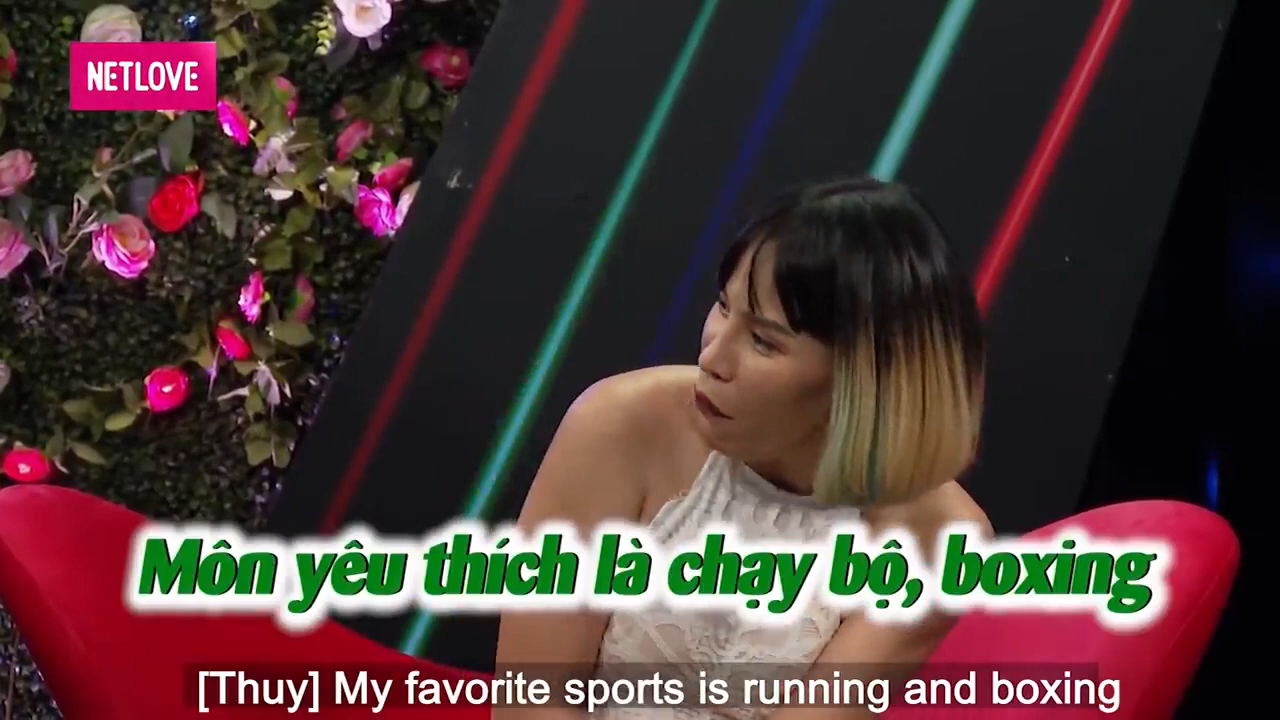 NETLOVE
Môn yêu thích là chạy bộ, boxing
[Thuy] My favorite sports is running and boxing